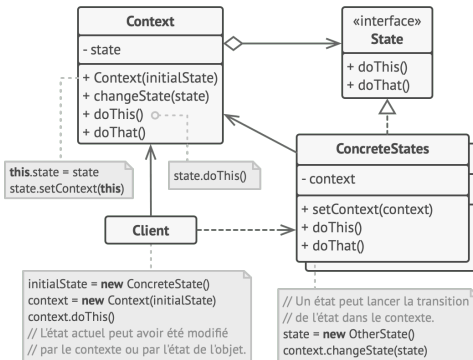 Context
- state
+ Context(initialState)
+ changeState(state)
+ doThis()
+ doThat()
«interface»
State
+ doThis()
+ doThat()
this.state = state
state.setContext(this)
state.doThis()
ConcreteStates
- context
+ setContext(context)
+ doThis()
+ doThat()
Client
initialState = new ConcreteState()
context = new Context(initialState)
context.doThis()
// L'état actuel peut avoir été modifié
// par le contexte ou par l'état de l'objet.
// Un état peut lancer la transition
// de l'état dans le contexte.
state = new OtherState()
context.changeState(state)